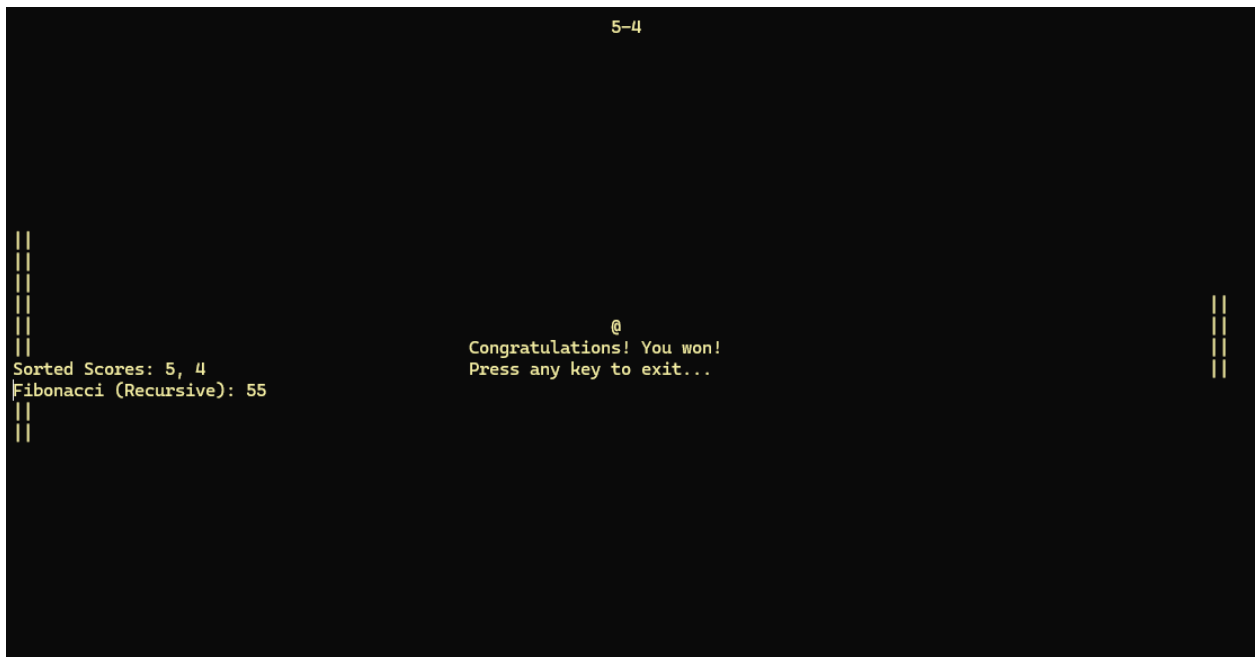 5-4
||
||
||
|| ||
|| @ ||
|| Congratulations! You won! ||
Sorted Scores: 5, 4 Press any key to exit... ||
Fibonacci (Recursive): 55
||
||